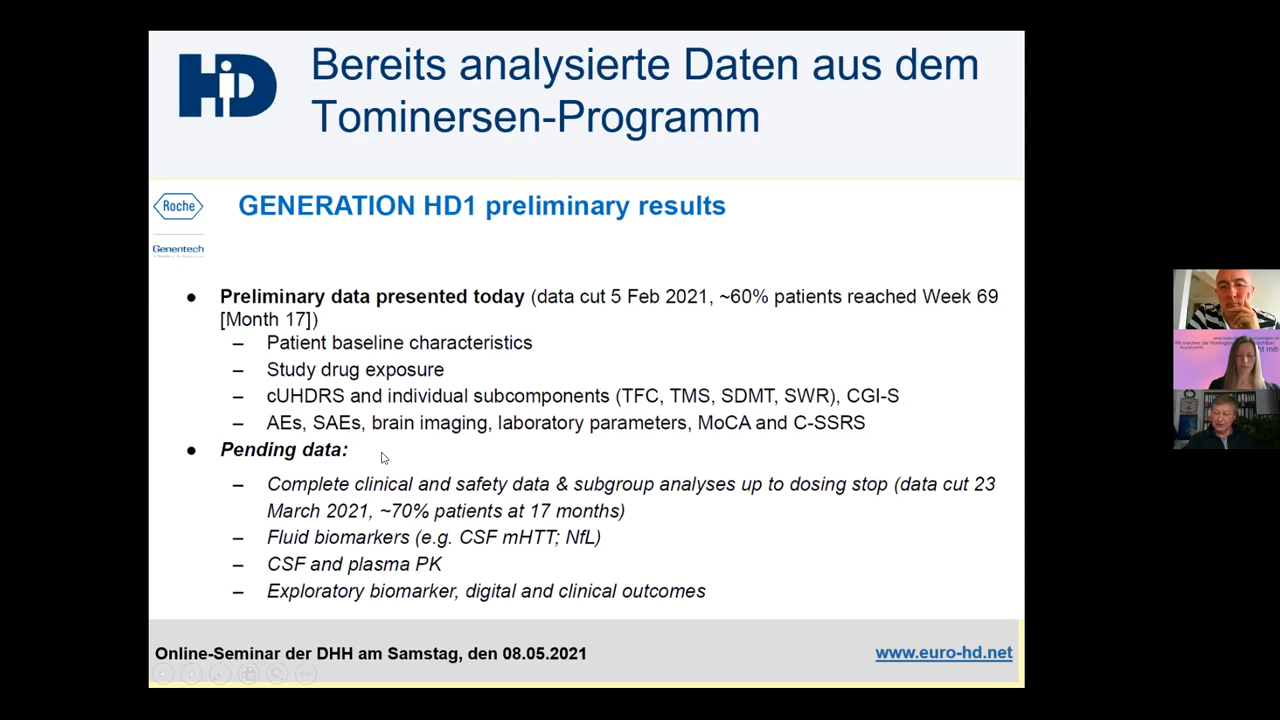 HD
Bereits analysierte Daten aus dem
Tominersen-Programm
Roche
Genentech
GENERATION HD1 preliminary results
● Preliminary data presented today (data cut 5 Feb 2021, ~60% patients reached Week 69
[Month 17])
– Patient baseline characteristics
– Study drug exposure
– cUHDRS and individual subcomponents (TFC, TMS, SDMT, SWR), CGI-S
– AEs, SAEs, brain imaging, laboratory parameters, MoCA and C-SSRS
● Pending data:
– Complete clinical and safety data & subgroup analyses up to dosing stop (data cut 23
March 2021, ~70% patients at 17 months)
– Fluid biomarkers (e.g. CSF mHTT; NfL)
– CSF and plasma PK
– Exploratory biomarker, digital and clinical outcomes
Online-Seminar der DHH am Samstag, den 08.05.2021
www.euro-hd.net
Wir machen die